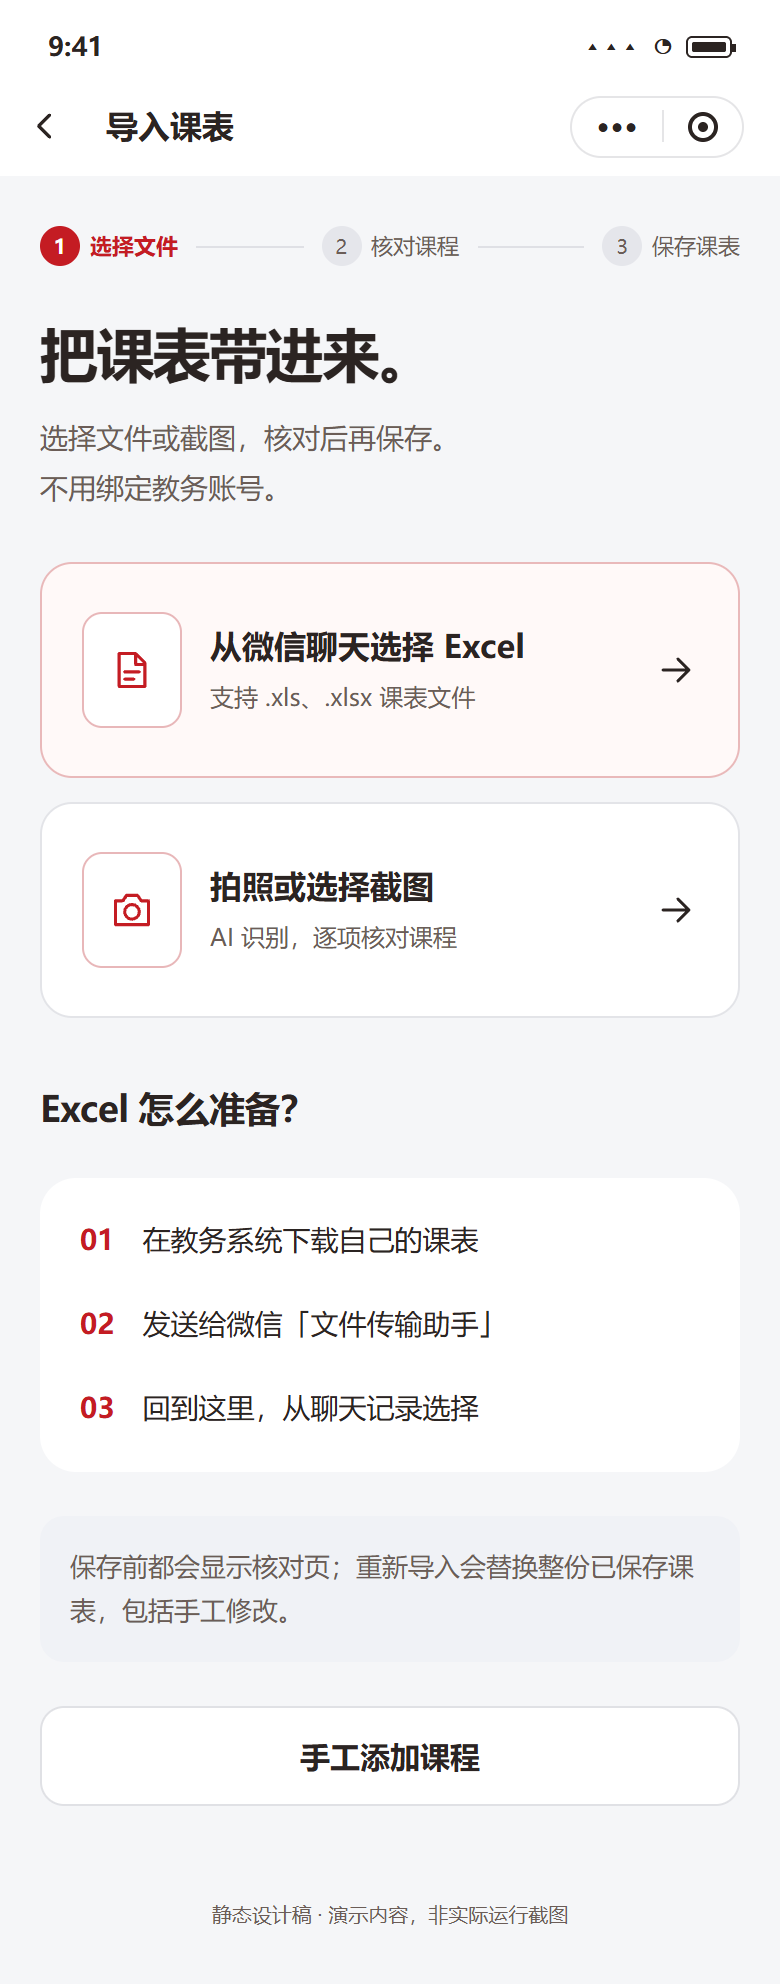 9:41
导入课表
1 选择文件 2 核对课程 3 保存课表
把课表带进来。
选择文件或截图，核对后再保存。
不用绑定教务账号。
从微信聊天选择 Excel
支持 .xls、.xlsx 课表文件
拍照或选择截图
AI 识别，逐项核对课程
Excel 怎么准备？
01 在教务系统下载自己的课表
02 发送给微信「文件传输助手」
03 回到这里，从聊天记录选择
保存前都会显示核对页；重新导入会替换整份已保存课
表，包括手工修改。
手工添加课程
静态设计稿 · 演示内容，非实际运行截图